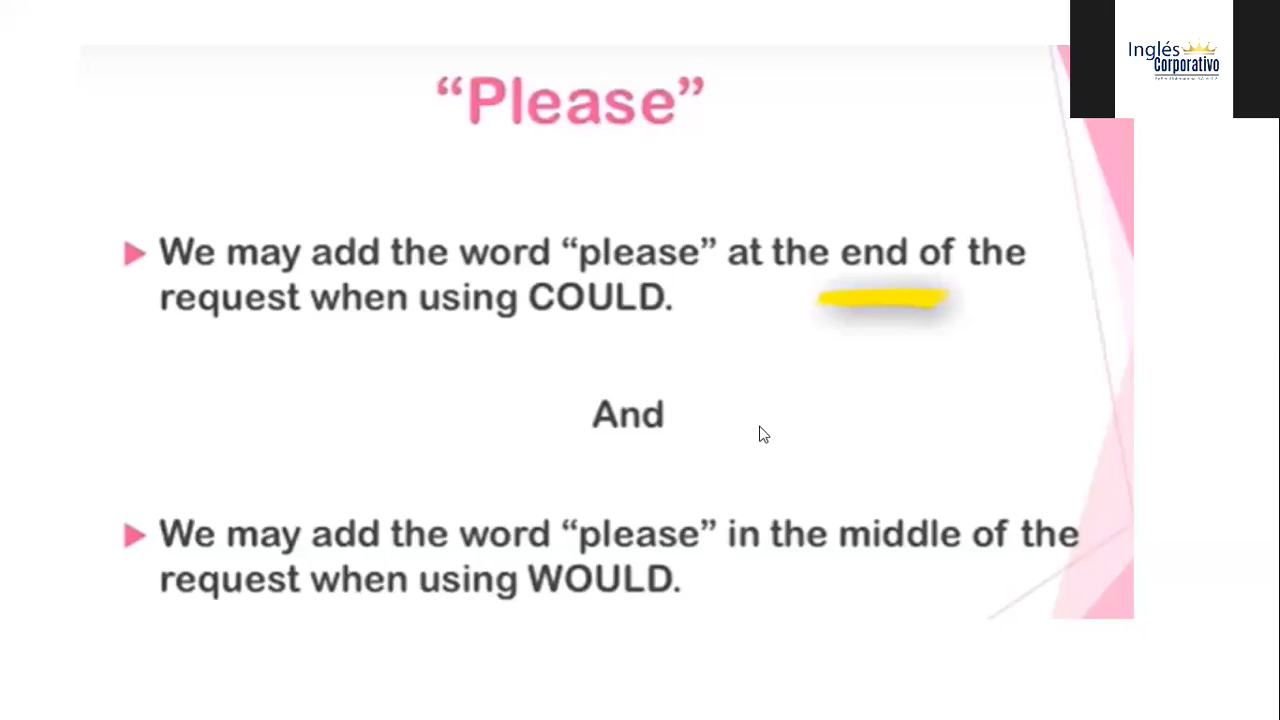 Inglés
Corporativo
“Please”
We may add the word “please” at the end of the
request when using COULD.
And
We may add the word “please” in the middle of the
request when using WOULD.